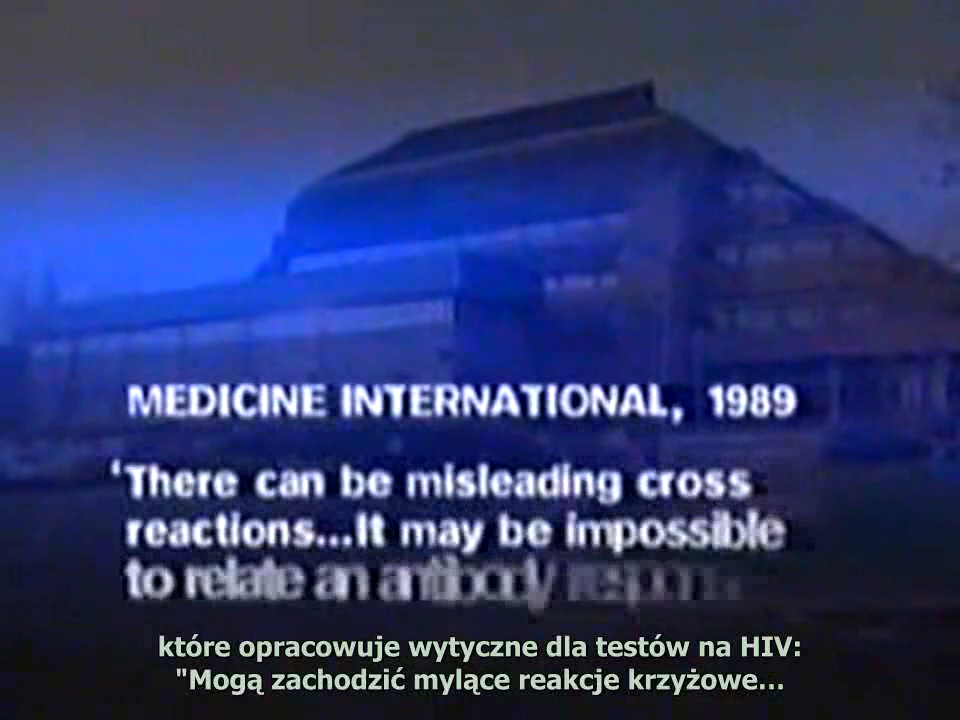 MEDICINE INTERNATIONAL, 1989
'There can be misleading cross
reactions...It may be impossible
to relate an antibody
które opracowuje wytyczne dla testów na HIV:
"Mogą zachodzić mylące reakcje krzyżowe...